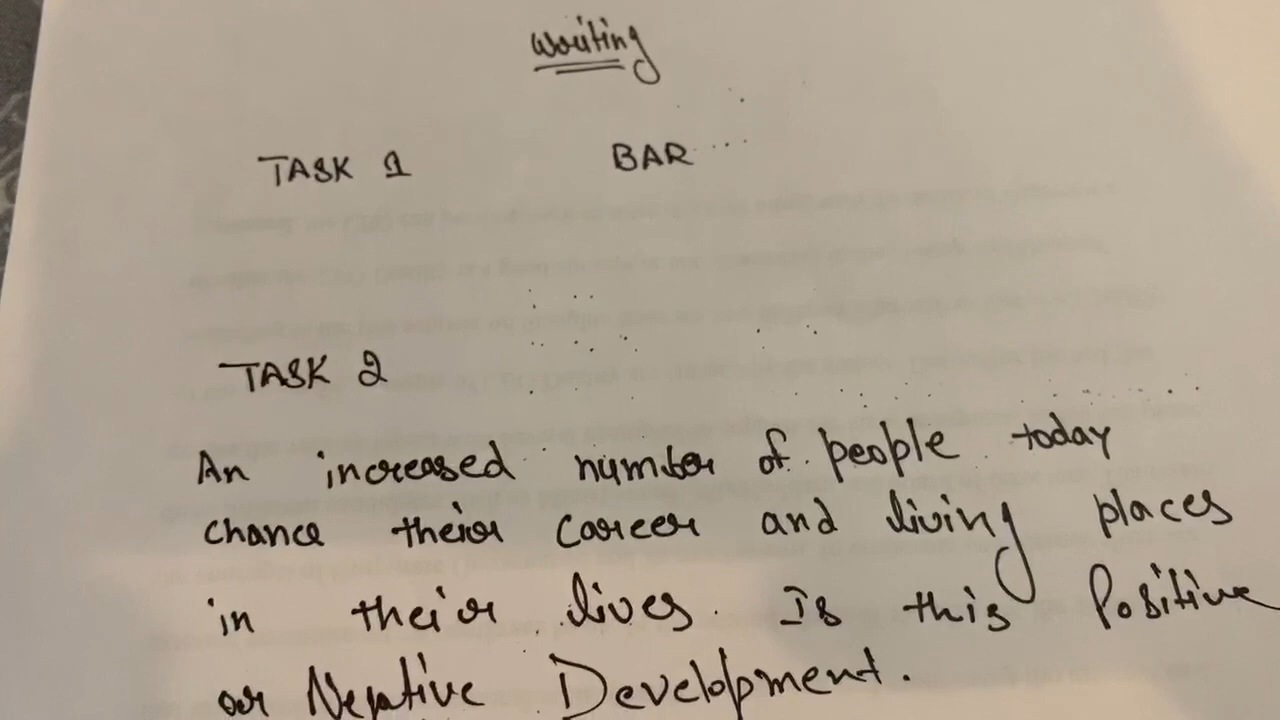 Writing
TASK 1 BAR
TASK 2
An increased number of people today
chance their career and living places
in their lives. Is this Positive
or Negative Development.